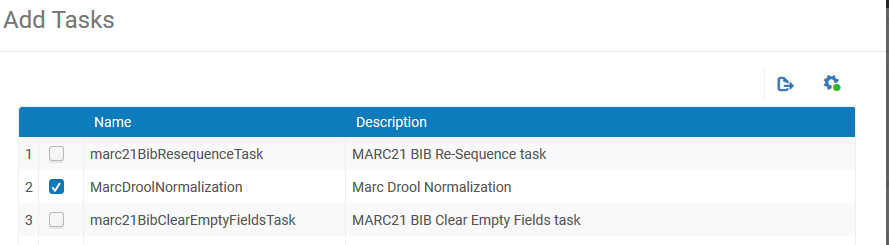 Add Tasks
Name Description
1 marc21BibResequenceTask MARC21 BIB Re-Sequence task
2 MarcDroolNormalization Marc Drool Normalization
3 marc21BibClearEmptyFieldsTask MARC21 BIB Clear Empty Fields task